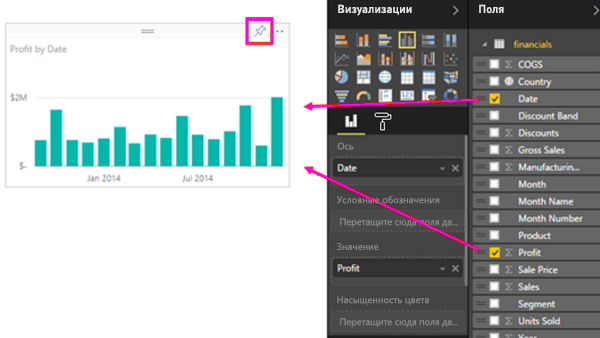 Profit by Date
$2M
$-
Jan 2014
Jul 2014
Визуализации
Ось
Date
Условные обозначения
Перетащите сюда поля да...
Значение
Profit
Насыщенность цвета
Перетащите сюда поля да...
Поля
financials
COGS
Country
Date
Discount Band
Discounts
Gross Sales
Manufacturin...
Month
Month Name
Month Number
Product
Profit
Sale Price
Sales
Segment
Units Sold
Year